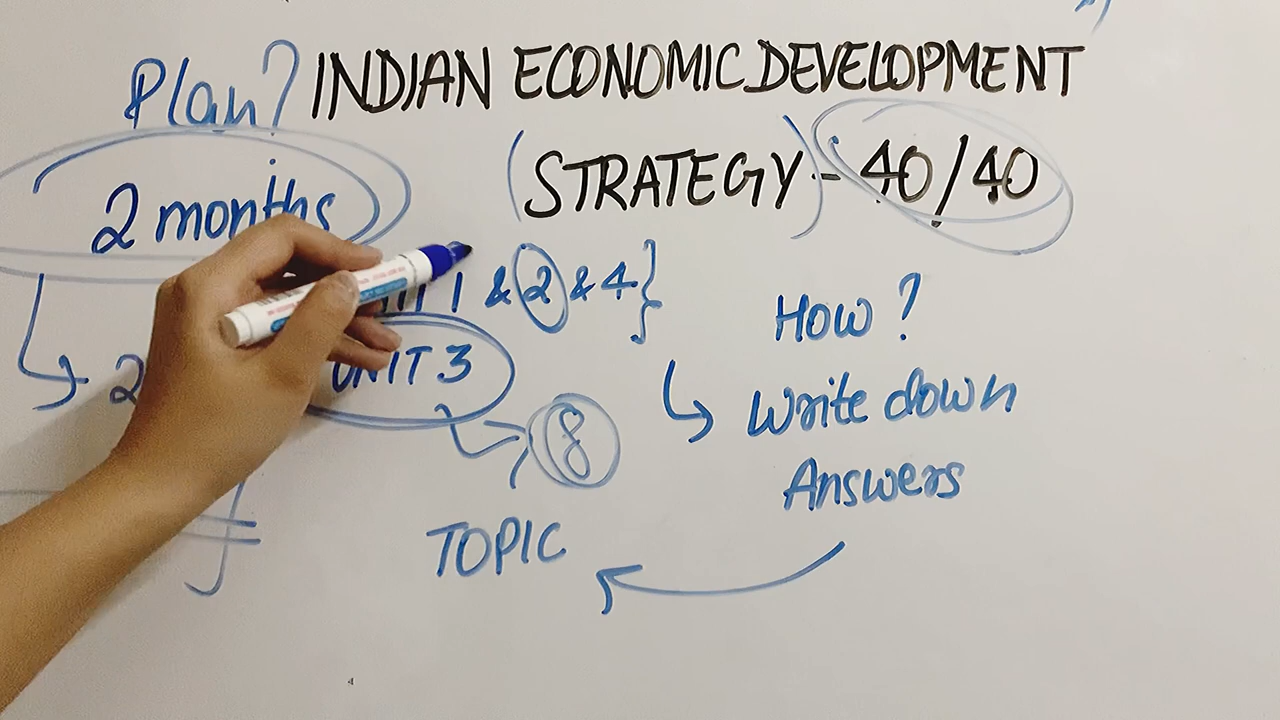 Plan? INDIAN ECONOMIC DEVELOPMENT
(STRATEGY) - 40/40
2 months
1 & 2 & 4}
How?
2 UNIT 3
Write down
8
Answers
TOPIC